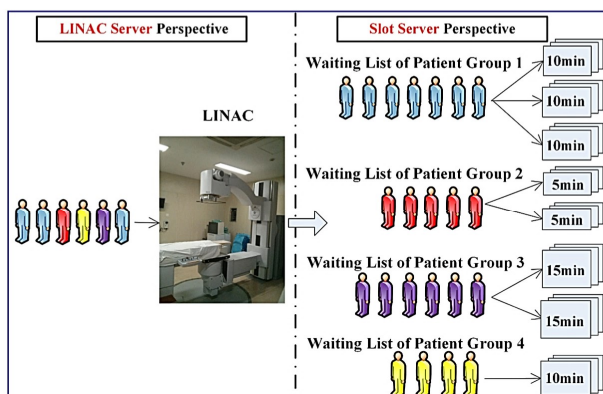 LINAC Server Perspective
Slot Server Perspective
LINAC
Waiting List of Patient Group 1
10min
10min
10min
Waiting List of Patient Group 2
5min
5min
Waiting List of Patient Group 3
15min
15min
Waiting List of Patient Group 4
10min